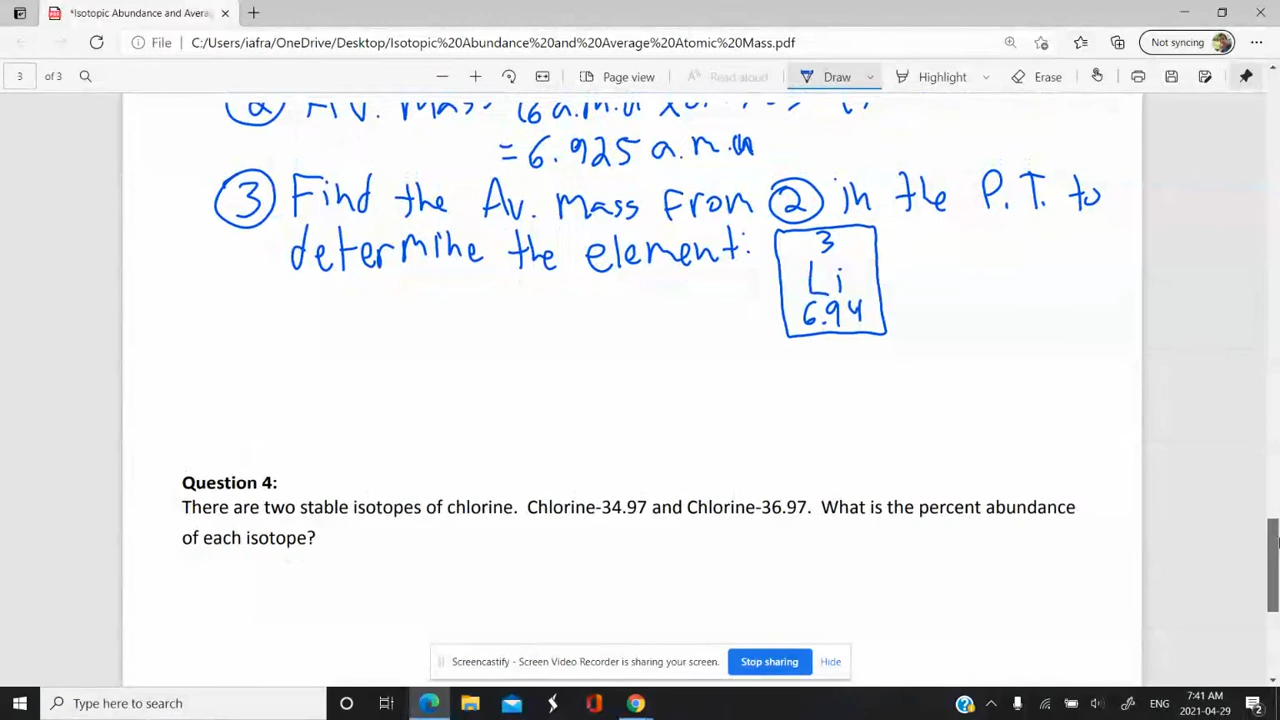 *Isotopic Abundance and Avera
File C:/Users/iafra/OneDrive/Desktop/Isotopic%20Abundance%20and%20Average%20Atomic%20Mass.pdf
Not syncing
3 of 3
Page view
Read aloud
Draw
Highlight
Erase
2 Av. Mass
= 6.925 a.m.u
3 Find the Av. Mass From 2 in the P.T. to
determine the element:
3
Li
6.94
Question 4:
There are two stable isotopes of chlorine. Chlorine-34.97 and Chlorine-36.97. What is the percent abundance
of each isotope?
Screencastify - Screen Video Recorder is sharing your screen.
Stop sharing
Hide
Type here to search
ENG
7:41 AM
2021-04-29
2